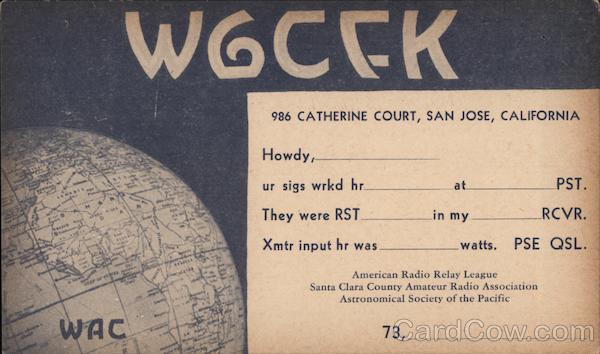 W6CFK
986 CATHERINE COURT, SAN JOSE, CALIFORNIA
Howdy,
ur sigs wrkd hr at PST.
They were RST in my RCVR.
Xmtr input hr was watts. PSE QSL.
American Radio Relay League
Santa Clara County Amateur Radio Association
Astronomical Society of the Pacific
73,
WAC
CardCow.com